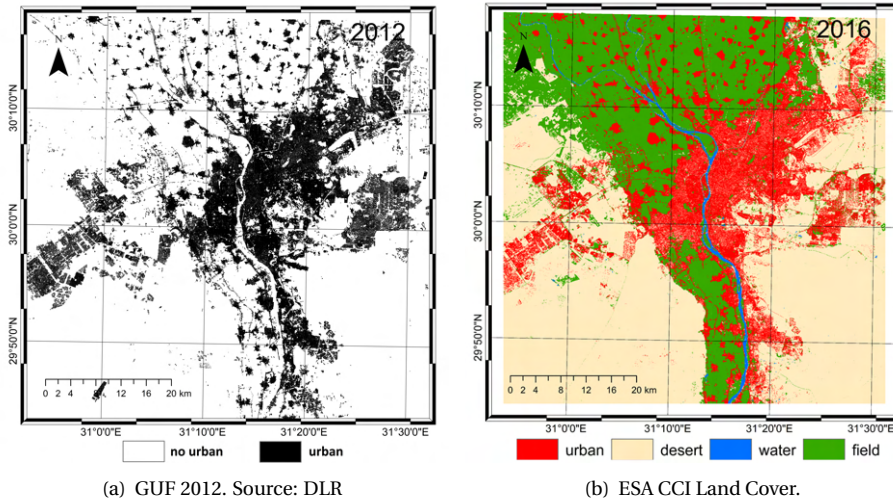 2012
N
30°10'0"N
30°0'0"N
29°50'0"N
0 2 4 8 12 16 20 km
31°0'0"E 31°10'0"E 31°20'0"E 31°30'0"E
no urban urban
(a) GUF 2012. Source: DLR
2016
N
30°10'0"N
30°0'0"N
29°50'0"N
0 2 4 8 12 16 20 km
31°0'0"E 31°10'0"E 31°20'0"E 31°30'0"E
urban desert water field
(b) ESA CCI Land Cover.